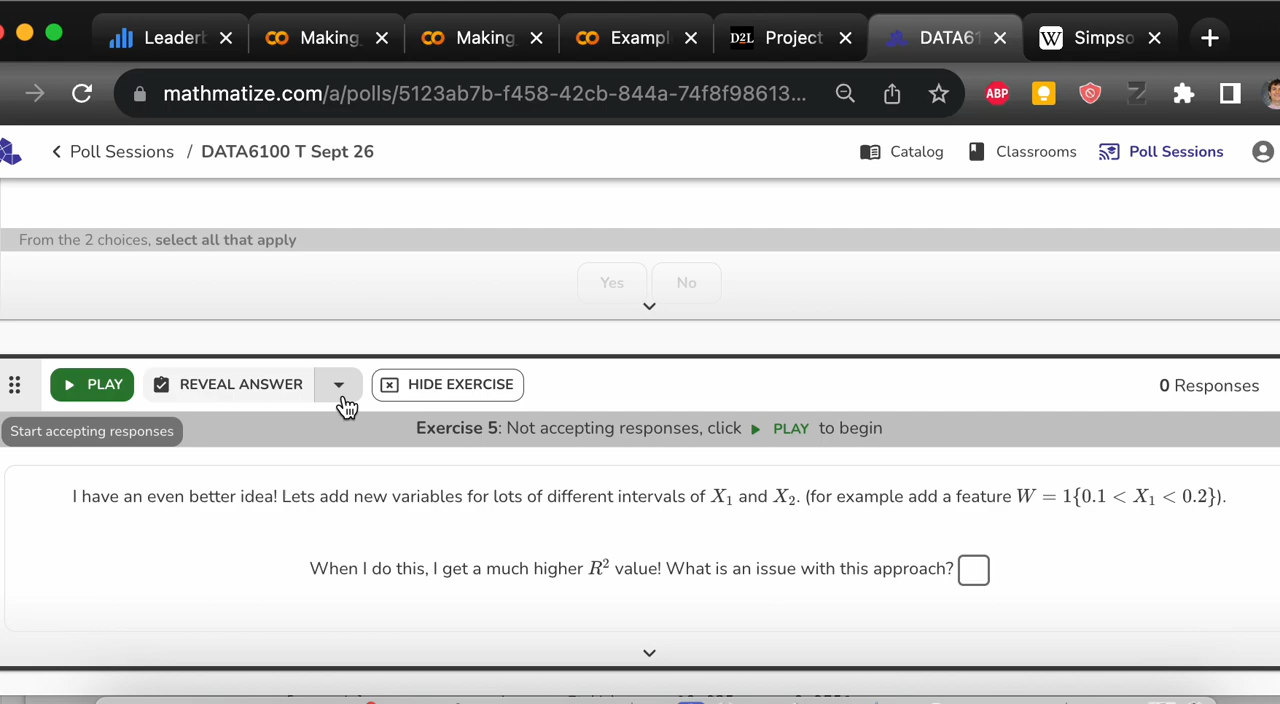 Leader
Making
Making
Exampl
D2L Project
DATA61
W Simpso
mathmatize.com/a/polls/5123ab7b-f458-42cb-844a-74f8f98613...
ABP
Poll Sessions / DATA6100 T Sept 26
Catalog
Classrooms
Poll Sessions
From the 2 choices, select all that apply
Yes
No
PLAY
REVEAL ANSWER
HIDE EXERCISE
0 Responses
Start accepting responses
Exercise 5: Not accepting responses, click ▶ PLAY to begin
I have an even better idea! Lets add new variables for lots of different intervals of X₁ and X₂. (for example add a feature W = 1{0.1 < X₁ < 0.2}).
When I do this, I get a much higher R² value! What is an issue with this approach?